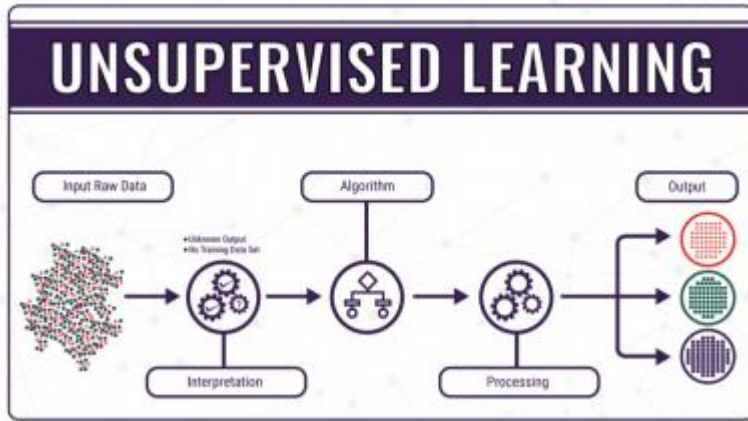 UNSUPERVISED LEARNING
Input Raw Data
Algorithm
Output
•Unknown Output
•No Training Data Set
Interpretation
Processing